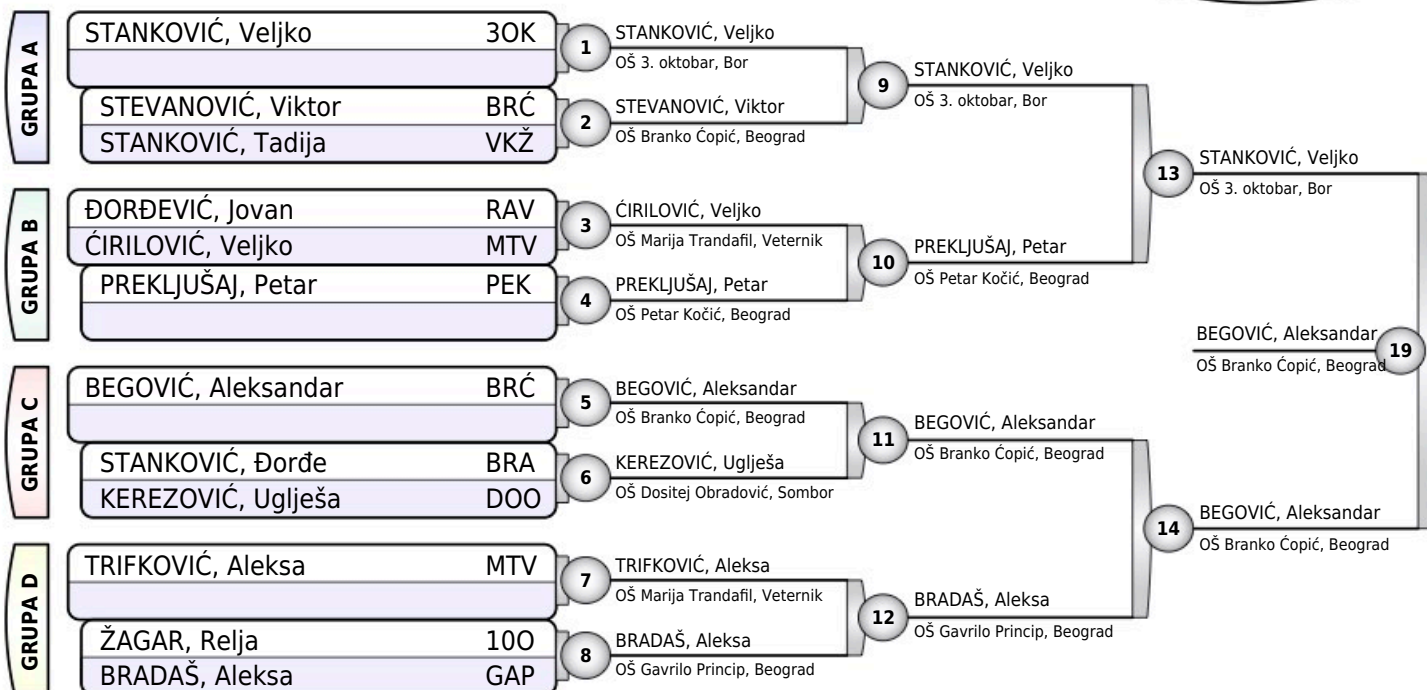 GRUPA A
STANKOVIĆ, Veljko 3OK
STEVANOVIĆ, Viktor BRĆ
STANKOVIĆ, Tadija VKŽ
GRUPA B
ĐORĐEVIĆ, Jovan RAV
ĆIRILOVIĆ, Veljko MTV
PREKLJUŠAJ, Petar PEK
GRUPA C
BEGOVIĆ, Aleksandar BRĆ
STANKOVIĆ, Đorđe BRA
KEREZOVIĆ, Uglješa DOO
GRUPA D
TRIFKOVIĆ, Aleksa MTV
ŽAGAR, Relja 10O
BRADAŠ, Aleksa GAP
1
STANKOVIĆ, Veljko
OŠ 3. oktobar, Bor
2
STEVANOVIĆ, Viktor
OŠ Branko Ćopić, Beograd
3
ĆIRILOVIĆ, Veljko
OŠ Marija Trandafil, Veternik
4
PREKLJUŠAJ, Petar
OŠ Petar Kočić, Beograd
5
BEGOVIĆ, Aleksandar
OŠ Branko Ćopić, Beograd
6
KEREZOVIĆ, Uglješa
OŠ Dositej Obradović, Sombor
7
TRIFKOVIĆ, Aleksa
OŠ Marija Trandafil, Veternik
8
BRADAŠ, Aleksa
OŠ Gavrilo Princip, Beograd
9
STANKOVIĆ, Veljko
OŠ 3. oktobar, Bor
10
PREKLJUŠAJ, Petar
OŠ Petar Kočić, Beograd
11
BEGOVIĆ, Aleksandar
OŠ Branko Ćopić, Beograd
12
BRADAŠ, Aleksa
OŠ Gavrilo Princip, Beograd
13
STANKOVIĆ, Veljko
OŠ 3. oktobar, Bor
14
BEGOVIĆ, Aleksandar
OŠ Branko Ćopić, Beograd
BEGOVIĆ, Aleksandar
OŠ Branko Ćopić, Beograd
19